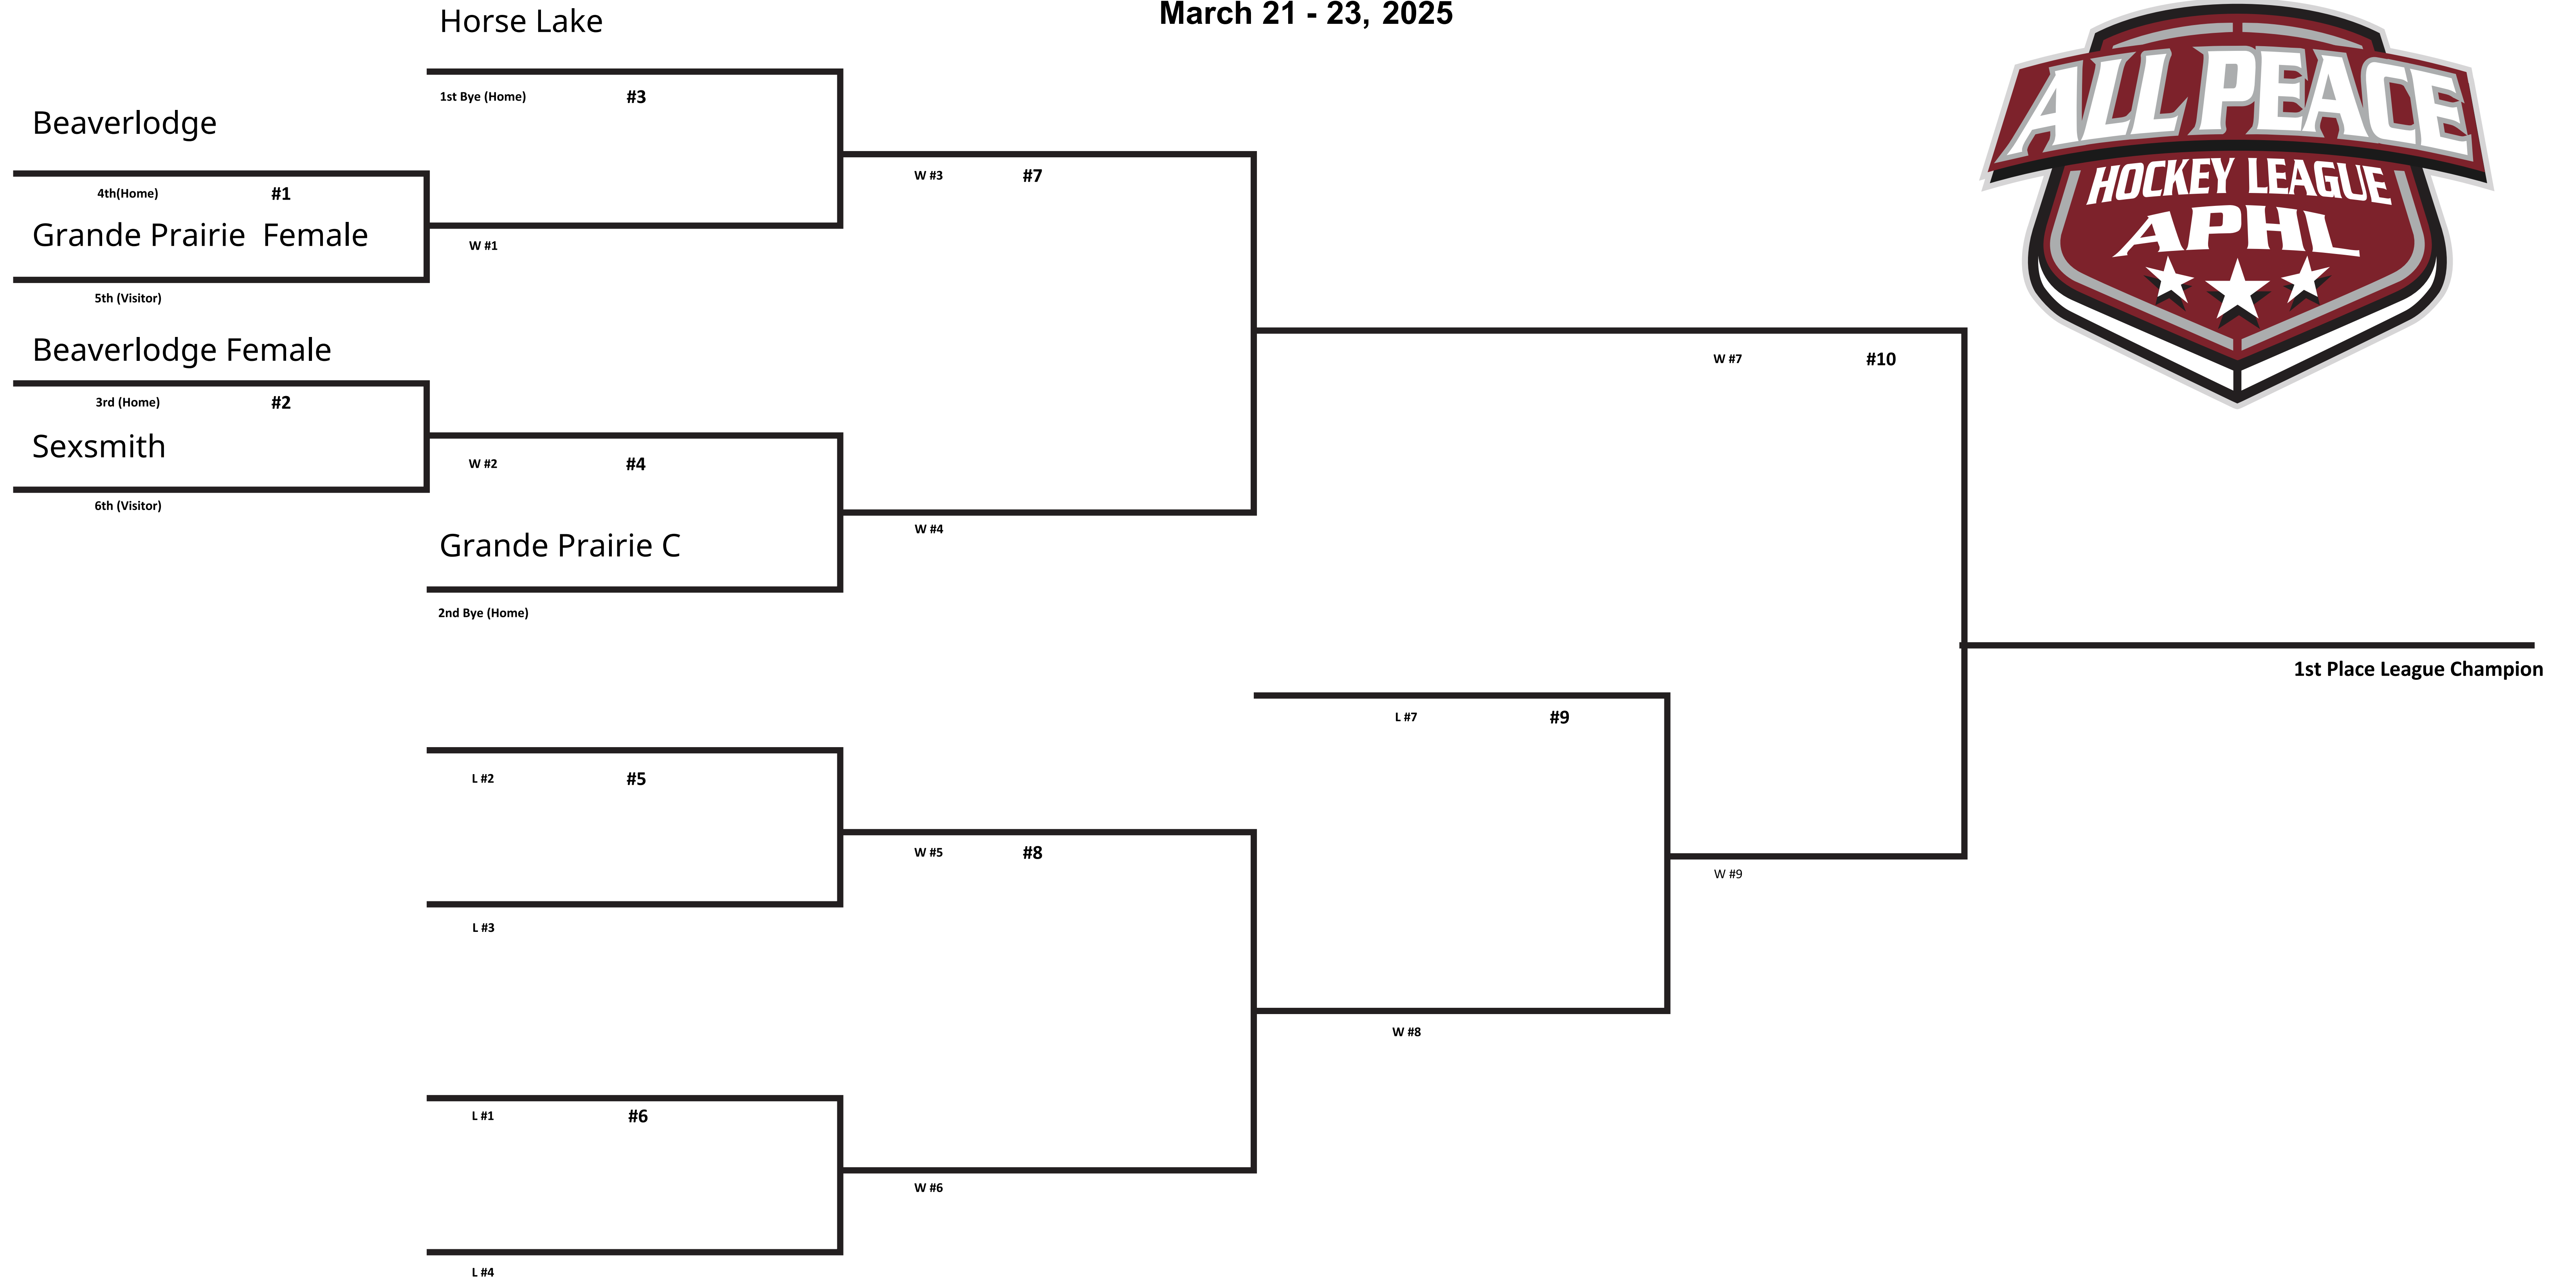 Horse Lake
March 21 - 23, 2025
ALL PEACE
HOCKEY LEAGUE
APHL
1st Bye (Home) #3
Beaverlodge
4th(Home) #1
W #3 #7
Grande Prairie  Female
W #1
5th (Visitor)
Beaverlodge Female
W #7 #10
3rd (Home) #2
Sexsmith
W #2 #4
6th (Visitor)
W #4
Grande Prairie C
2nd Bye (Home)
1st Place League Champion
L #7 #9
L #2 #5
W #5 #8
W #9
L #3
W #8
L #1 #6
W #6
L #4